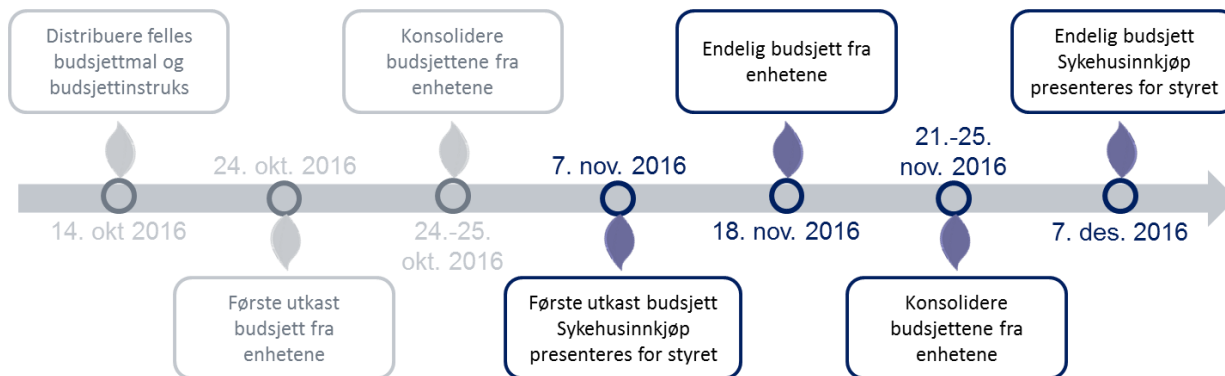 Distribuere felles
budsjettmal og
budsjettinstruks
14. okt 2016
24. okt. 2016
Første utkast
budsjett fra
enhetene
Konsolidere
budsjettene fra
enhetene
24.-25.
okt. 2016
7. nov. 2016
Første utkast budsjett
Sykehusinnkjøp
presenteres for styret
Endelig budsjett fra
enhetene
18. nov. 2016
21.-25.
nov. 2016
Konsolidere
budsjettene fra
enhetene
Endelig budsjett
Sykehusinnkjøp
presenteres for styret
7. des. 2016